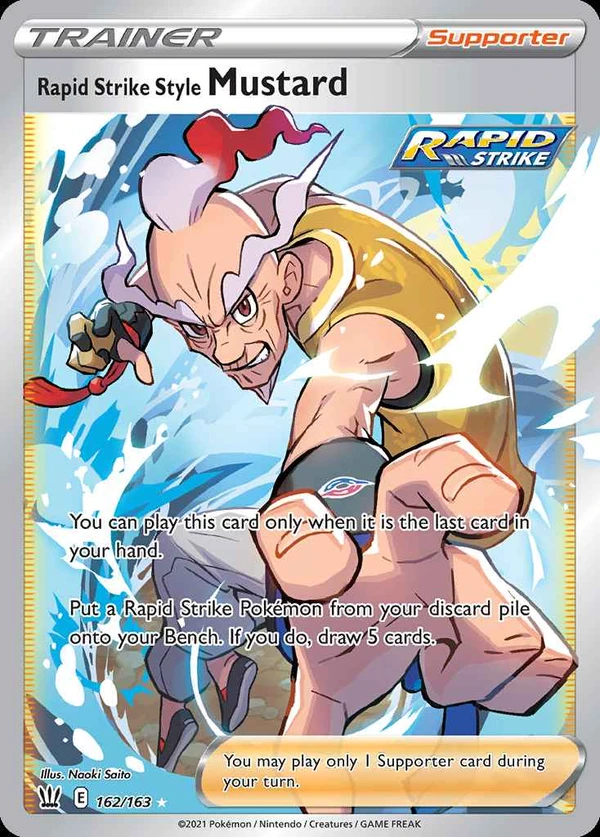 TRAINER Supporter
Rapid Strike Style Mustard
RAPID
STRIKE
You can play this card only when it is the last card in
your hand.
Put a Rapid Strike Pokémon from your discard pile
onto your Bench. If you do, draw 5 cards.
You may play only 1 Supporter card during
your turn.
Illus. Naoki Saito
E 162/163
©2021 Pokémon / Nintendo / Creatures / GAME FREAK